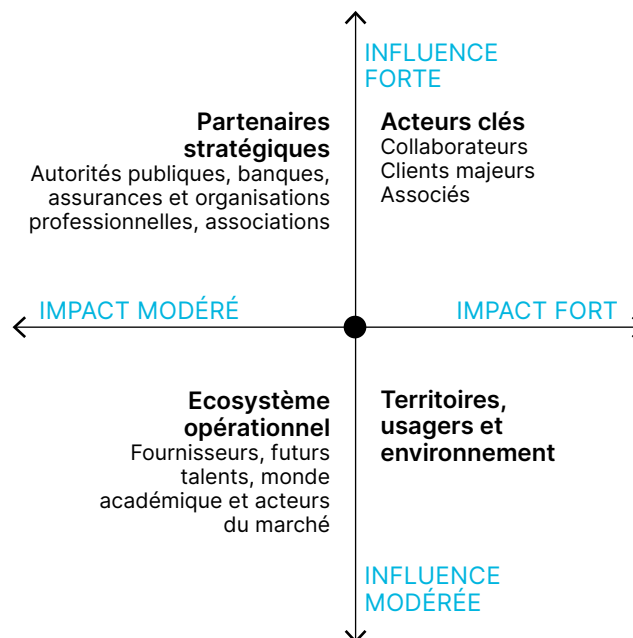 INFLUENCE
FORTE
Partenaires
stratégiques
Autorités publiques, banques,
assurances et organisations
professionnelles, associations
Acteurs clés
Collaborateurs
Clients majeurs
Associés
IMPACT MODÉRÉ
IMPACT FORT
Ecosystème
opérationnel
Fournisseurs, futurs
talents, monde
académique et acteurs
du marché
Territoires,
usagers et
environnement
INFLUENCE
MODÉRÉE